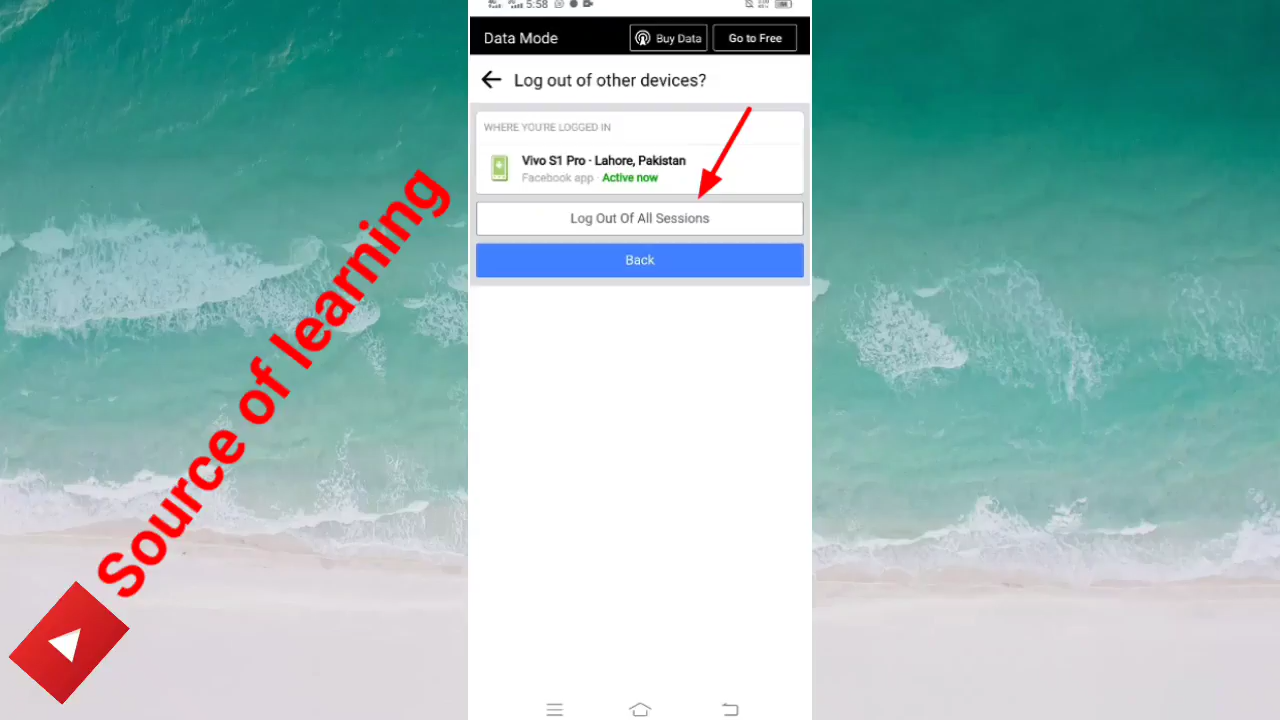 5:58
Data Mode
Buy Data
Go to Free
Log out of other devices?
WHERE YOU'RE LOGGED IN
Vivo S1 Pro · Lahore, Pakistan
Facebook app · Active now
Log Out Of All Sessions
Back
Source of learning